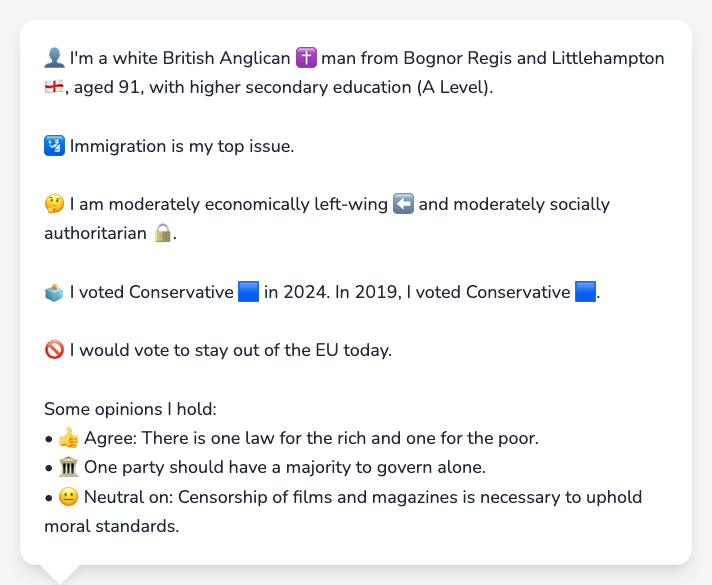 👤 I'm a white British Anglican ✝️ man from Bognor Regis and Littlehampton
🏴󠁧󠁢󠁥󠁮󠁧󠁿, aged 91, with higher secondary education (A Level).
🛂 Immigration is my top issue.
🤔 I am moderately economically left-wing ⬅️ and moderately socially
authoritarian 🔒.
🗳️ I voted Conservative 🟦 in 2024. In 2019, I voted Conservative 🟦.
🚫 I would vote to stay out of the EU today.
Some opinions I hold:
• 👍 Agree: There is one law for the rich and one for the poor.
• 🏛️ One party should have a majority to govern alone.
• 😐 Neutral on: Censorship of films and magazines is necessary to uphold
moral standards.